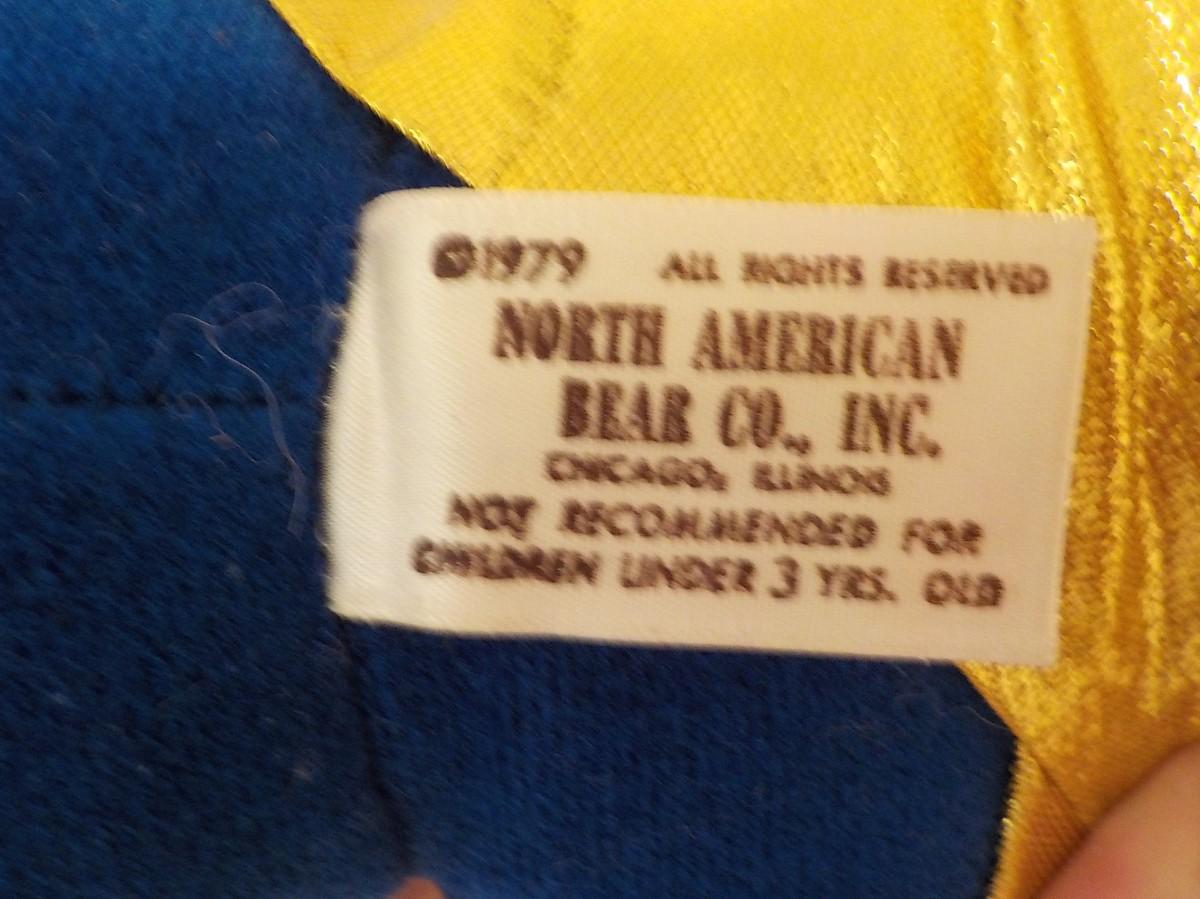 ©1979 ALL RIGHTS RESERVED
NORTH AMERICAN
BEAR CO., INC.
CHICAGO, ILLINOIS
NOT RECOMMENDED FOR
CHILDREN UNDER 3 YRS. OLD